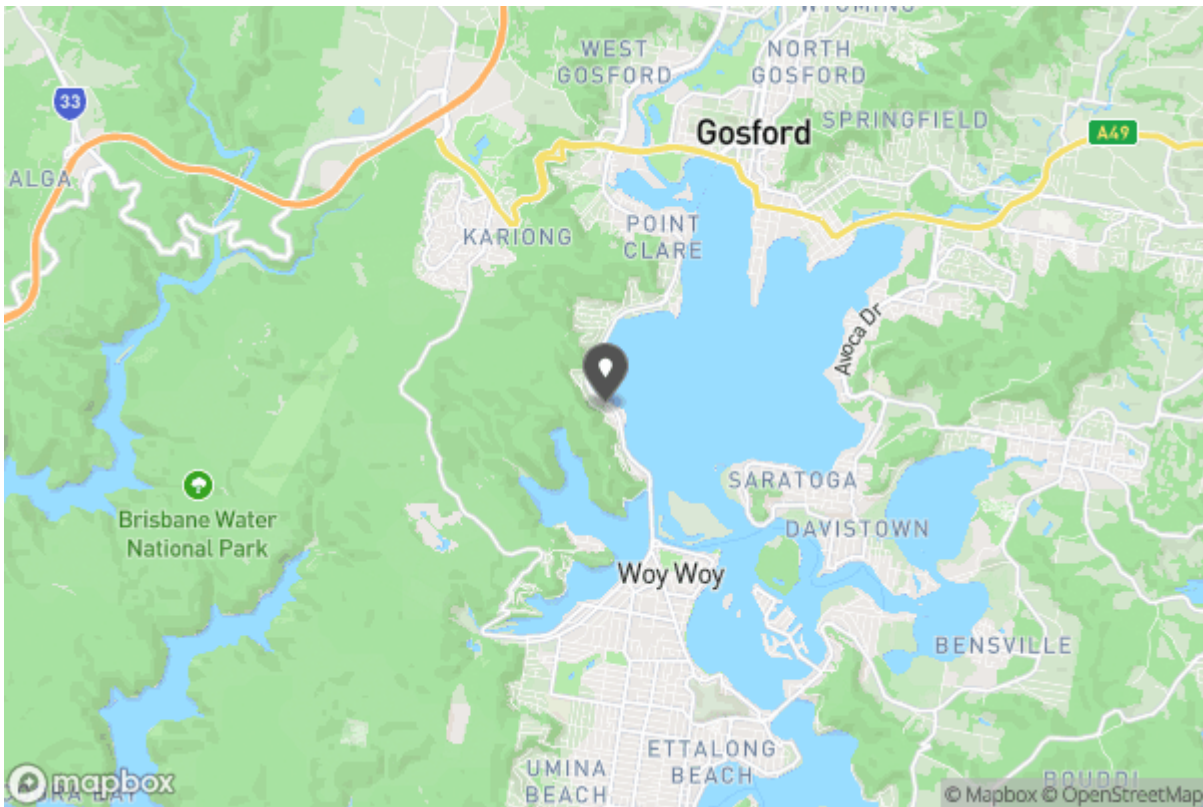 WYOMING
WEST
GOSFORD
NORTH
GOSFORD
33
Gosford
SPRINGFIELD
A49
ALGA
POINT
CLARE
KARIONG
Avoca Dr
SARATOGA
Brisbane Water
National Park
DAVISTOWN
Woy Woy
BENSVILLE
ETTALONG
BEACH
UMINA
BEACH
BOUDDI
mapbox
BAY
© Mapbox © OpenStreetMap